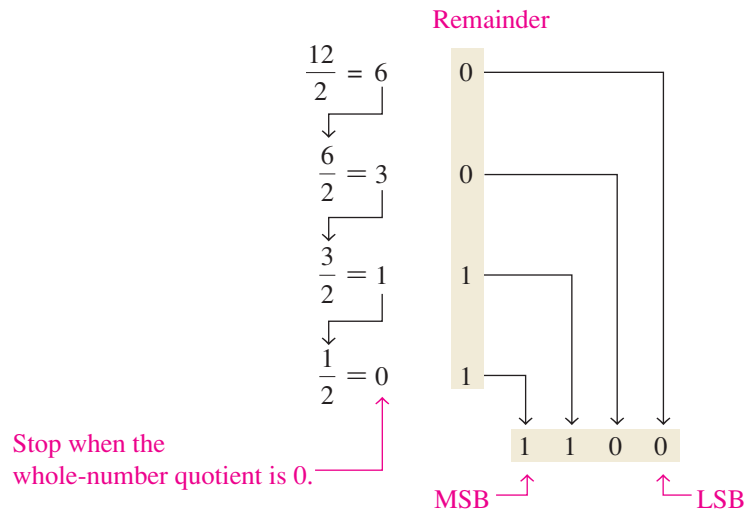 Remainder
12/2 = 6 0
6/2 = 3 0
3/2 = 1 1
1/2 = 0 1
Stop when the
whole-number quotient is 0.
1 1 0 0
MSB LSB